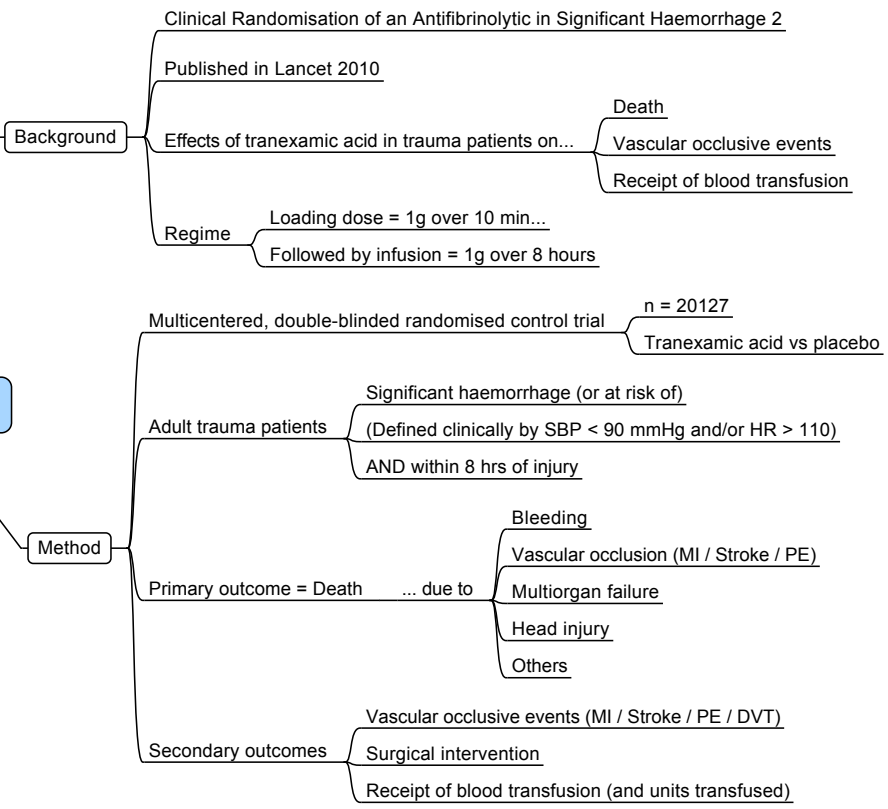 Background
Clinical Randomisation of an Antifibrinolytic in Significant Haemorrhage 2
Published in Lancet 2010
Effects of tranexamic acid in trauma patients on...
Death
Vascular occlusive events
Receipt of blood transfusion
Regime
Loading dose = 1g over 10 min...
Followed by infusion = 1g over 8 hours
Method
Multicentered, double-blinded randomised control trial
n = 20127
Tranexamic acid vs placebo
Adult trauma patients
Significant haemorrhage (or at risk of)
(Defined clinically by SBP < 90 mmHg and/or HR > 110)
AND within 8 hrs of injury
Primary outcome = Death
... due to
Bleeding
Vascular occlusion (MI / Stroke / PE)
Multiorgan failure
Head injury
Others
Secondary outcomes
Vascular occlusive events (MI / Stroke / PE / DVT)
Surgical intervention
Receipt of blood transfusion (and units transfused)